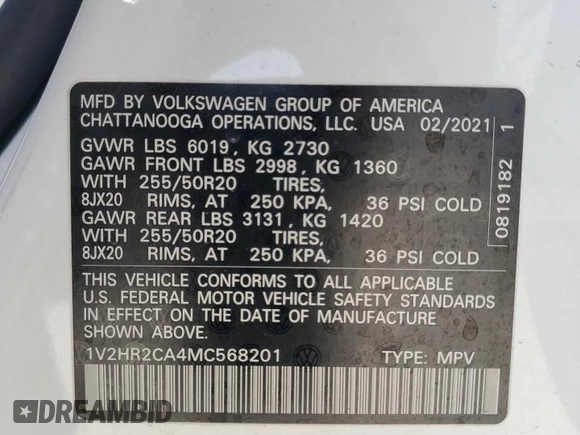 MFD BY VOLKSWAGEN GROUP OF AMERICA
CHATTANOOGA OPERATIONS, LLC. USA 02/2021
GVWR LBS 6019, KG 2730
GAWR FRONT LBS 2998, KG 1360
WITH 255/50R20 TIRES,
8JX20 RIMS, AT 250 KPA, 36 PSI COLD
GAWR REAR LBS 3131, KG 1420
WITH 255/50R20 TIRES,
8JX20 RIMS, AT 250 KPA, 36 PSI COLD
THIS VEHICLE CONFORMS TO ALL APPLICABLE
U.S. FEDERAL MOTOR VEHICLE SAFETY STANDARDS
IN EFFECT ON THE DATE OF MANUFACTURE
SHOWN ABOVE.
1V2HR2CA4MC568201 TYPE: MPV
0819182 1
DREAMBID